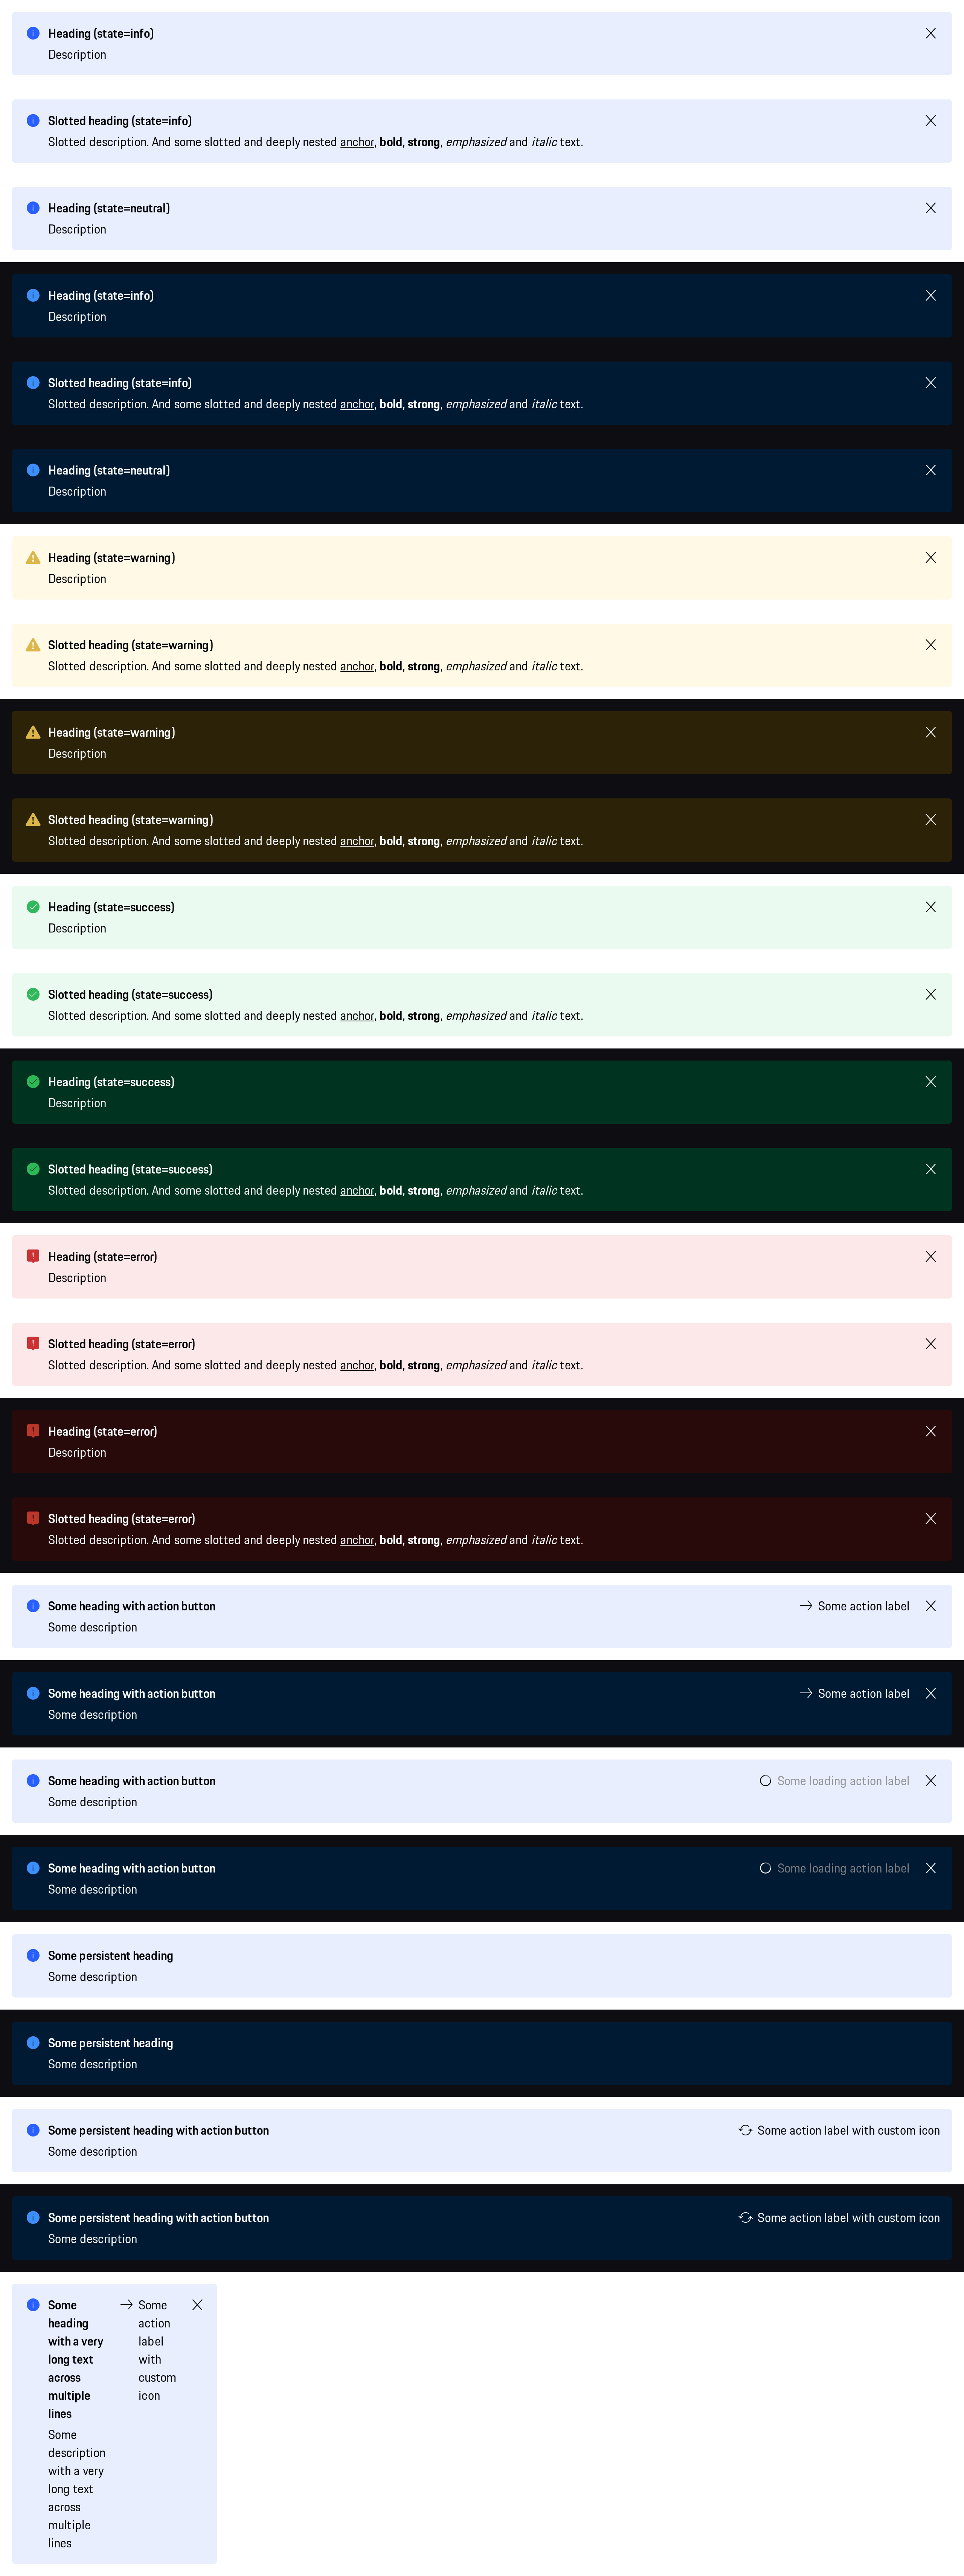 Heading (state=info)
Description
Slotted heading (state=info)
Slotted description. And some slotted and deeply nested anchor, bold, strong, emphasized and italic text.
Heading (state=neutral)
Description
Heading (state=info)
Description
Slotted heading (state=info)
Slotted description. And some slotted and deeply nested anchor, bold, strong, emphasized and italic text.
Heading (state=neutral)
Description
Heading (state=warning)
Description
Slotted heading (state=warning)
Slotted description. And some slotted and deeply nested anchor, bold, strong, emphasized and italic text.
Heading (state=warning)
Description
Slotted heading (state=warning)
Slotted description. And some slotted and deeply nested anchor, bold, strong, emphasized and italic text.
Heading (state=success)
Description
Slotted heading (state=success)
Slotted description. And some slotted and deeply nested anchor, bold, strong, emphasized and italic text.
Heading (state=success)
Description
Slotted heading (state=success)
Slotted description. And some slotted and deeply nested anchor, bold, strong, emphasized and italic text.
Heading (state=error)
Description
Slotted heading (state=error)
Slotted description. And some slotted and deeply nested anchor, bold, strong, emphasized and italic text.
Heading (state=error)
Description
Slotted heading (state=error)
Slotted description. And some slotted and deeply nested anchor, bold, strong, emphasized and italic text.
Some heading with action button
Some description
Some action label
Some heading with action button
Some description
Some action label
Some heading with action button
Some description
Some loading action label
Some heading with action button
Some description
Some loading action label
Some persistent heading
Some description
Some persistent heading
Some description
Some persistent heading with action button
Some description
Some action label with custom icon
Some persistent heading with action button
Some description
Some action label with custom icon
Some
heading
with a very
long text
across
multiple
lines
Some
description
with a very
long text
across
multiple
lines
Some
action
label
with
custom
icon